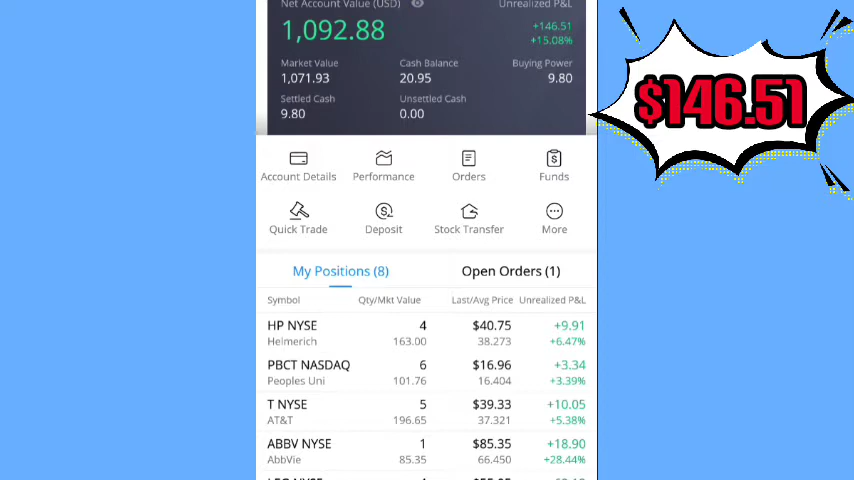 Net Account Value (USD) Unrealized P&L
1,092.88 +146.51
+15.08%
Market Value Cash Balance Buying Power
1,071.93 20.95 9.80
Settled Cash Unsettled Cash
9.80 0.00
$146.51
Account Details Performance Orders Funds
Quick Trade Deposit Stock Transfer More
My Positions (8) Open Orders (1)
Symbol Qty/Mkt Value Last/Avg Price Unrealized P&L
HP NYSE 4 $40.75 +9.91
Helmerich 163.00 38.273 +6.47%
PBCT NASDAQ 6 $16.96 +3.34
Peoples Uni 101.76 16.404 +3.39%
T NYSE 5 $39.33 +10.05
AT&T 196.65 37.321 +5.38%
ABBV NYSE 1 $85.35 +18.90
AbbVie 85.35 66.450 +28.44%